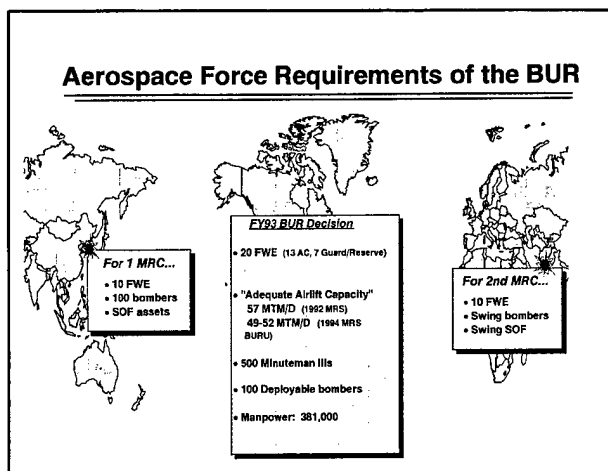 Aerospace Force Requirements of the BUR
For 1 MRC...
• 10 FWE
• 100 bombers
• SOF assets
FY93 BUR Decision
• 20 FWE (13 AC, 7 Guard/Reserve)
• "Adequate Airlift Capacity"
57 MTM/D (1992 MRS)
49-52 MTM/D (1994 MRS
BURU)
• 500 Minuteman IIIs
• 100 Deployable bombers
• Manpower: 381,000
For 2nd MRC...
• 10 FWE
• Swing bombers
• Swing SOF